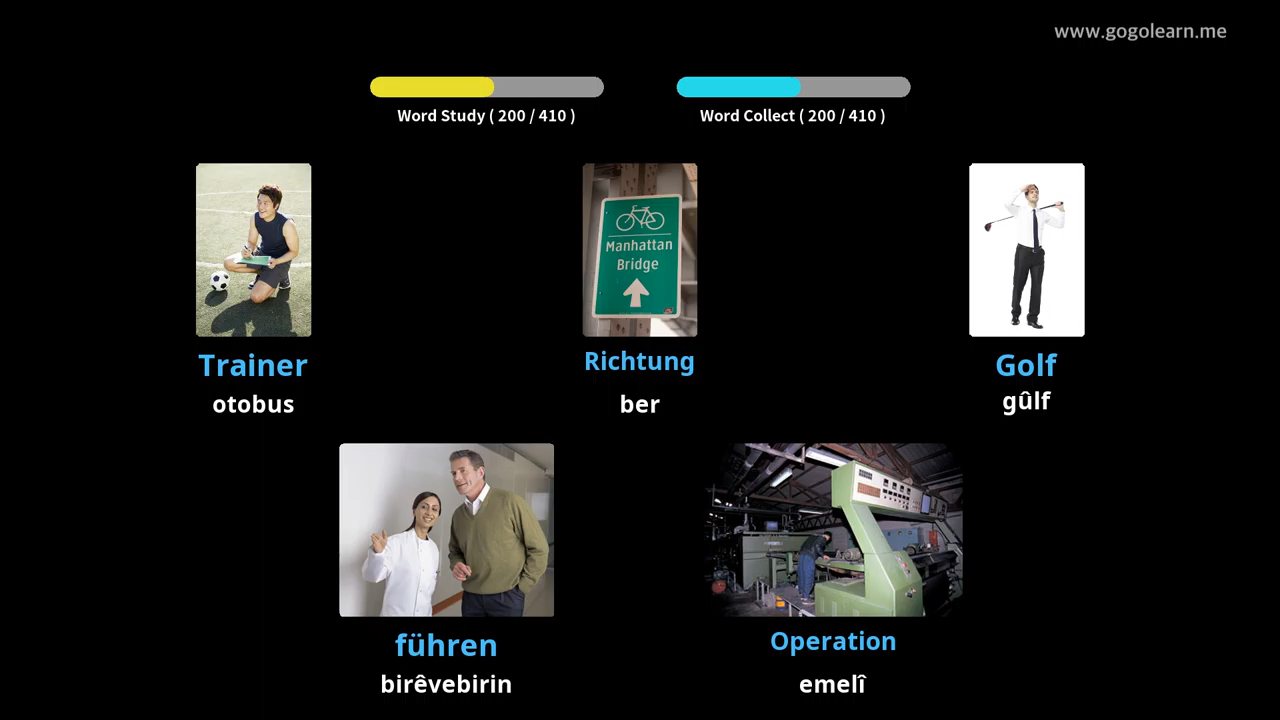 www.gogolearn.me
Word Study ( 200 / 410 )
Word Collect ( 200 / 410 )
Manhattan
Bridge
Trainer
otobus
Richtung
ber
Golf
gûlf
führen
birêvebirin
Operation
emelî